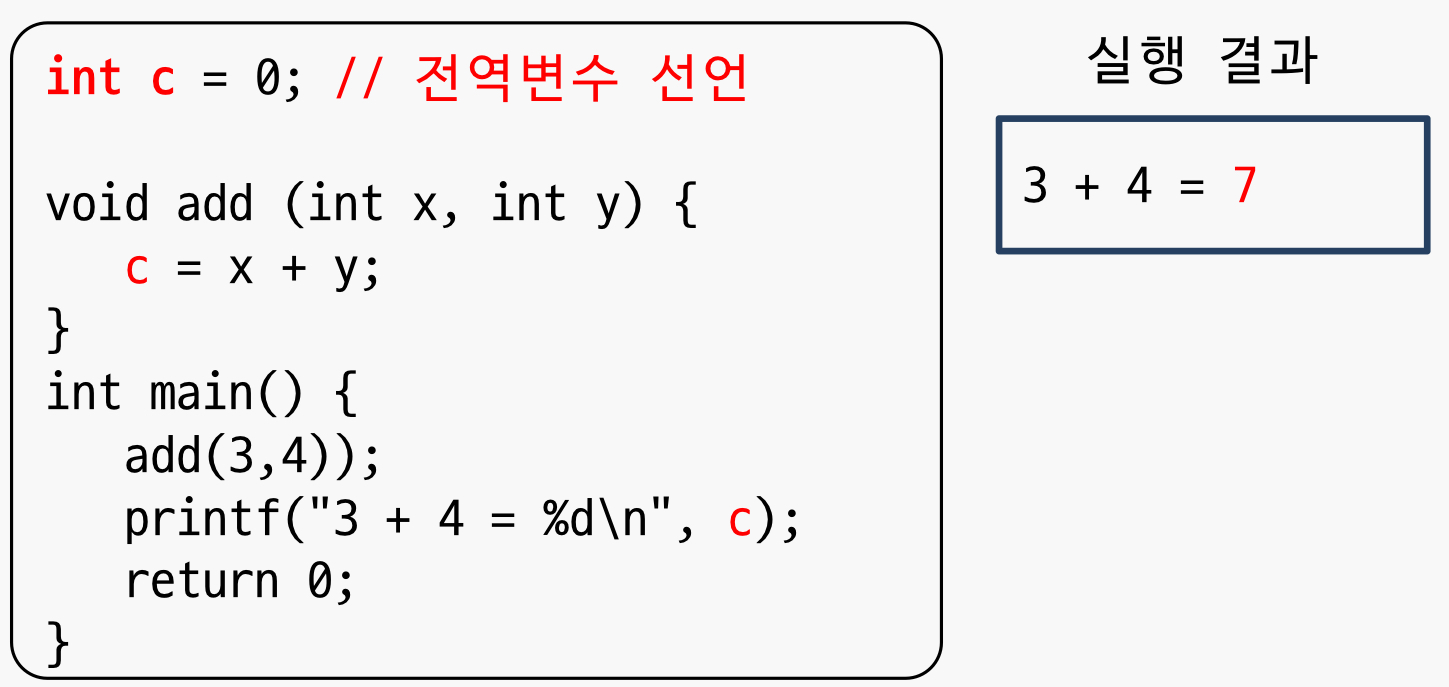 int c = 0; // 전역변수 선언
void add (int x, int y) {
c = x + y;
}
int main() {
add(3,4));
printf("3 + 4 = %d\n", c);
return 0;
}
실행 결과
3 + 4 = 7